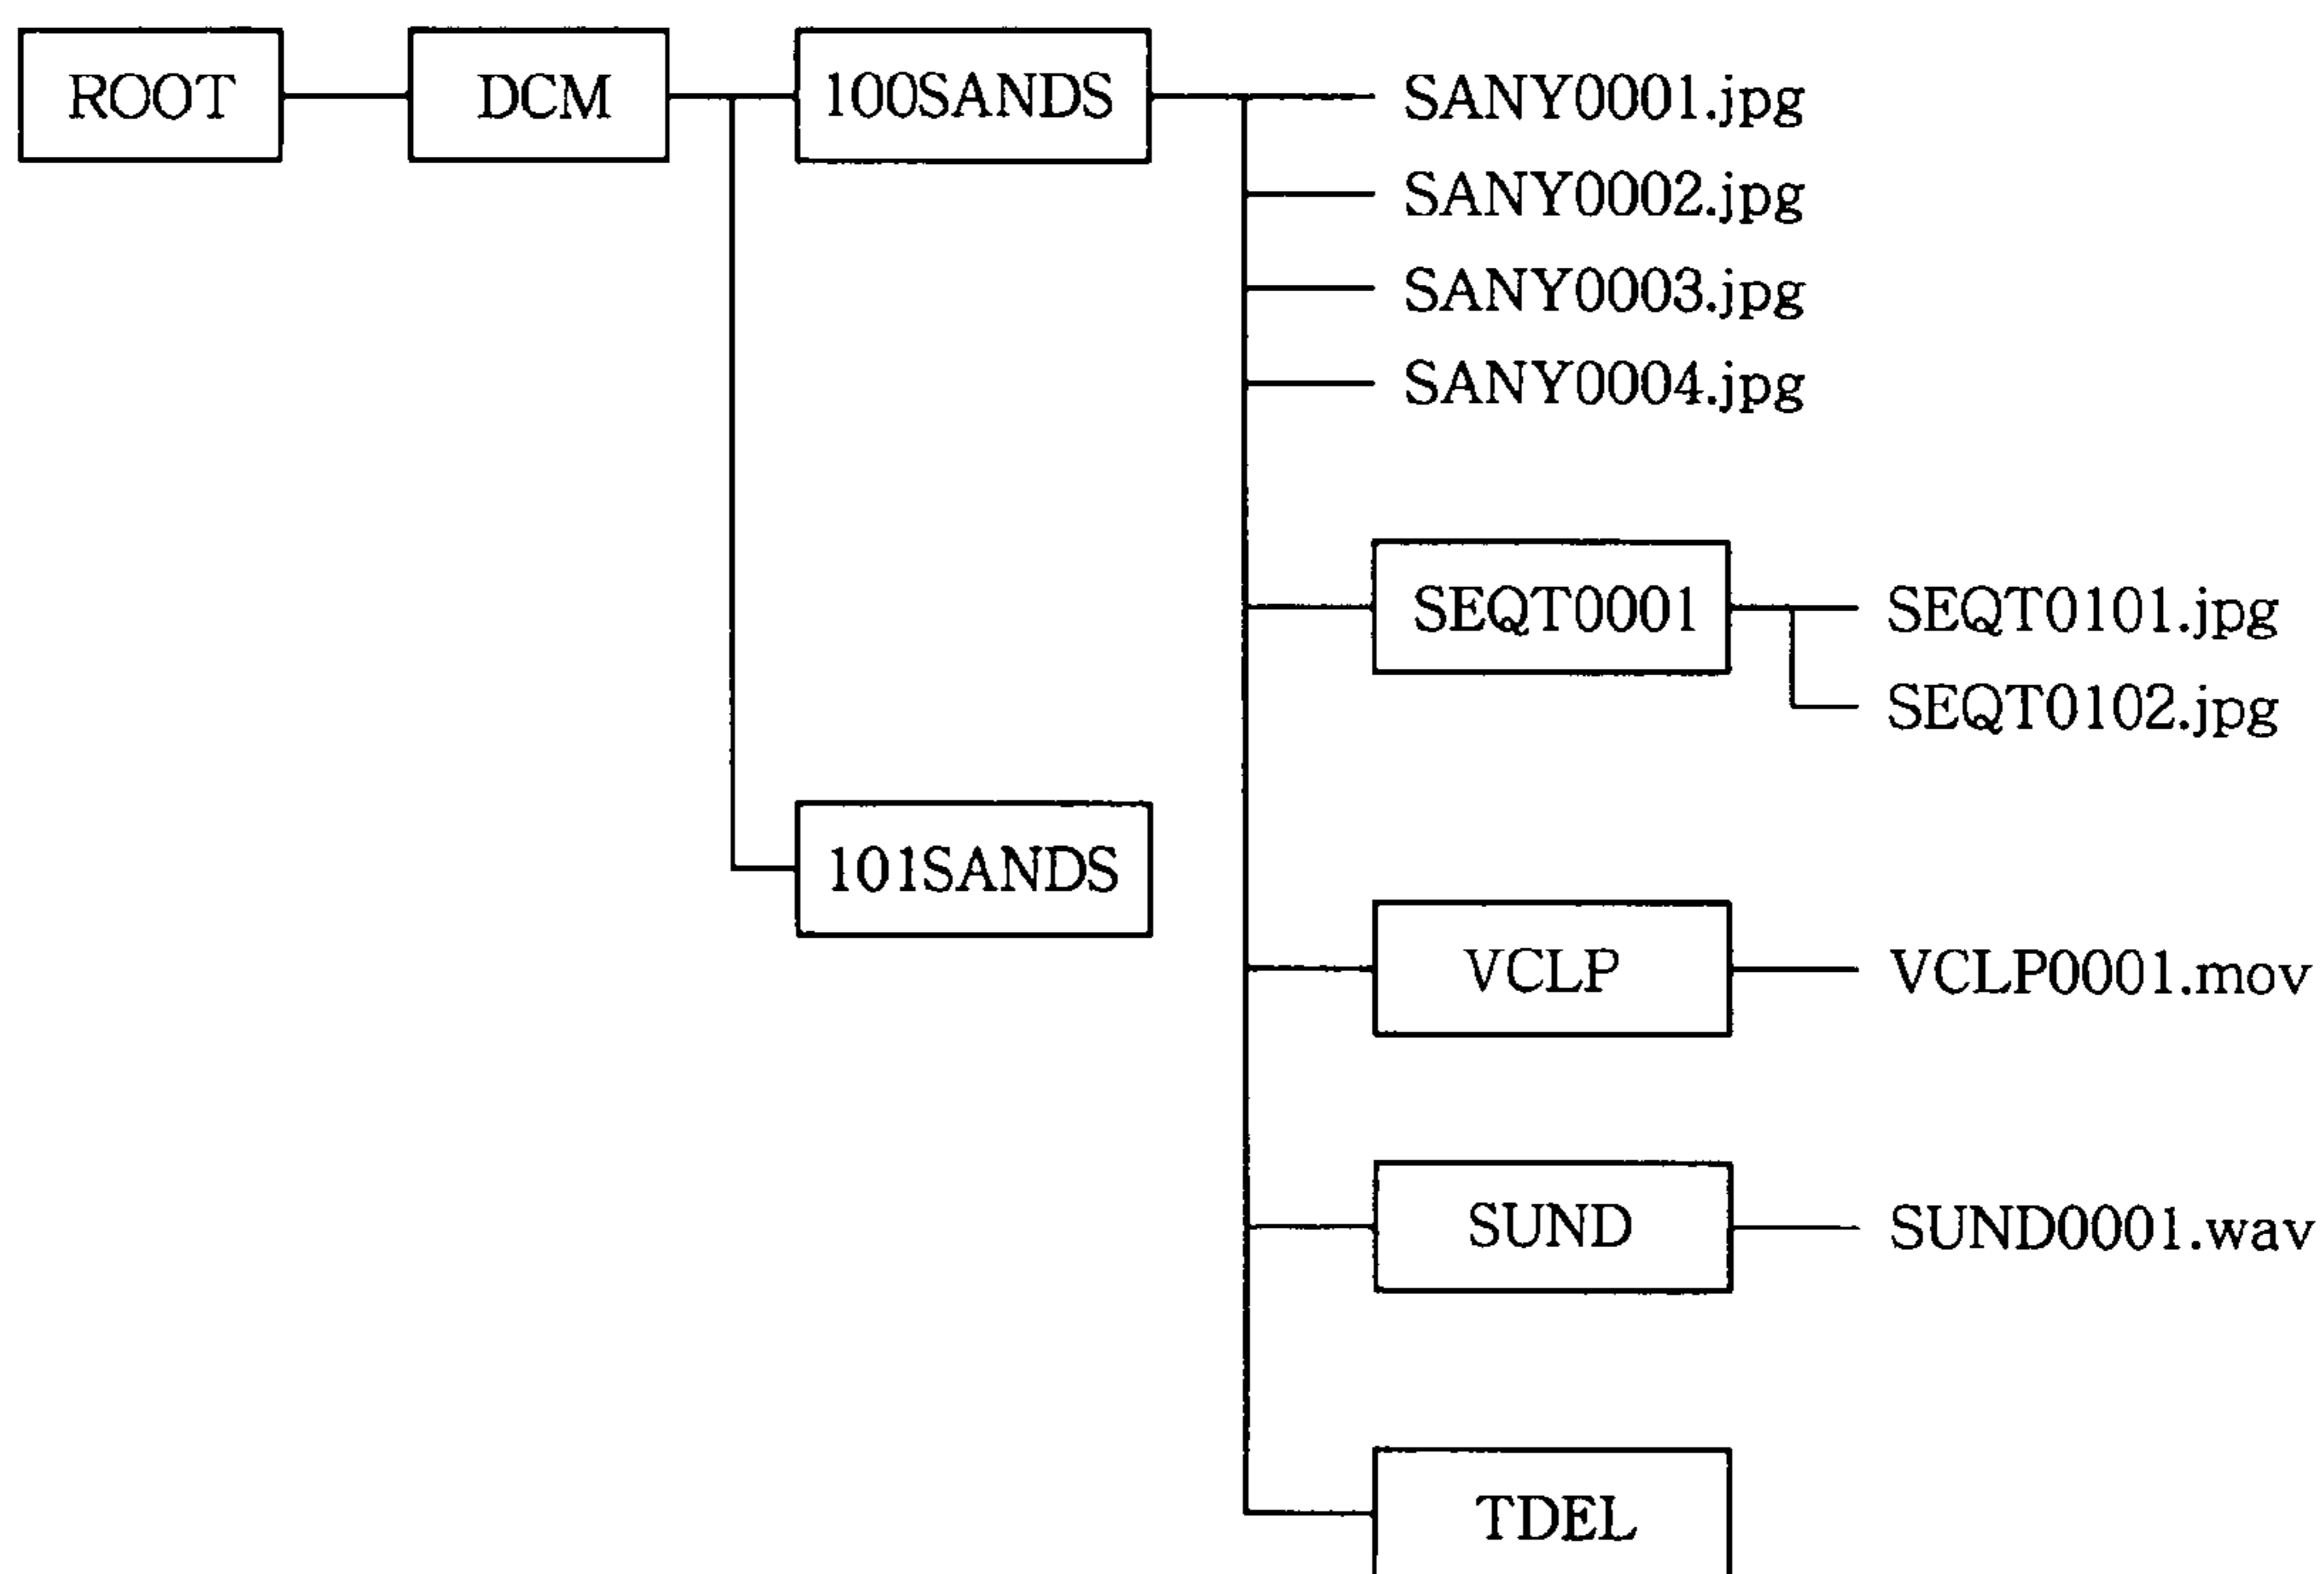 ROOT DCM 100SANDS SANY0001.jpg
SANY0002.jpg
SANY0003.jpg
SANY0004.jpg
SEQT0001 SEQT0101.jpg
SEQT0102.jpg
101SANDS
VCLP VCLP0001.mov
SUND SUND0001.wav
TDEL